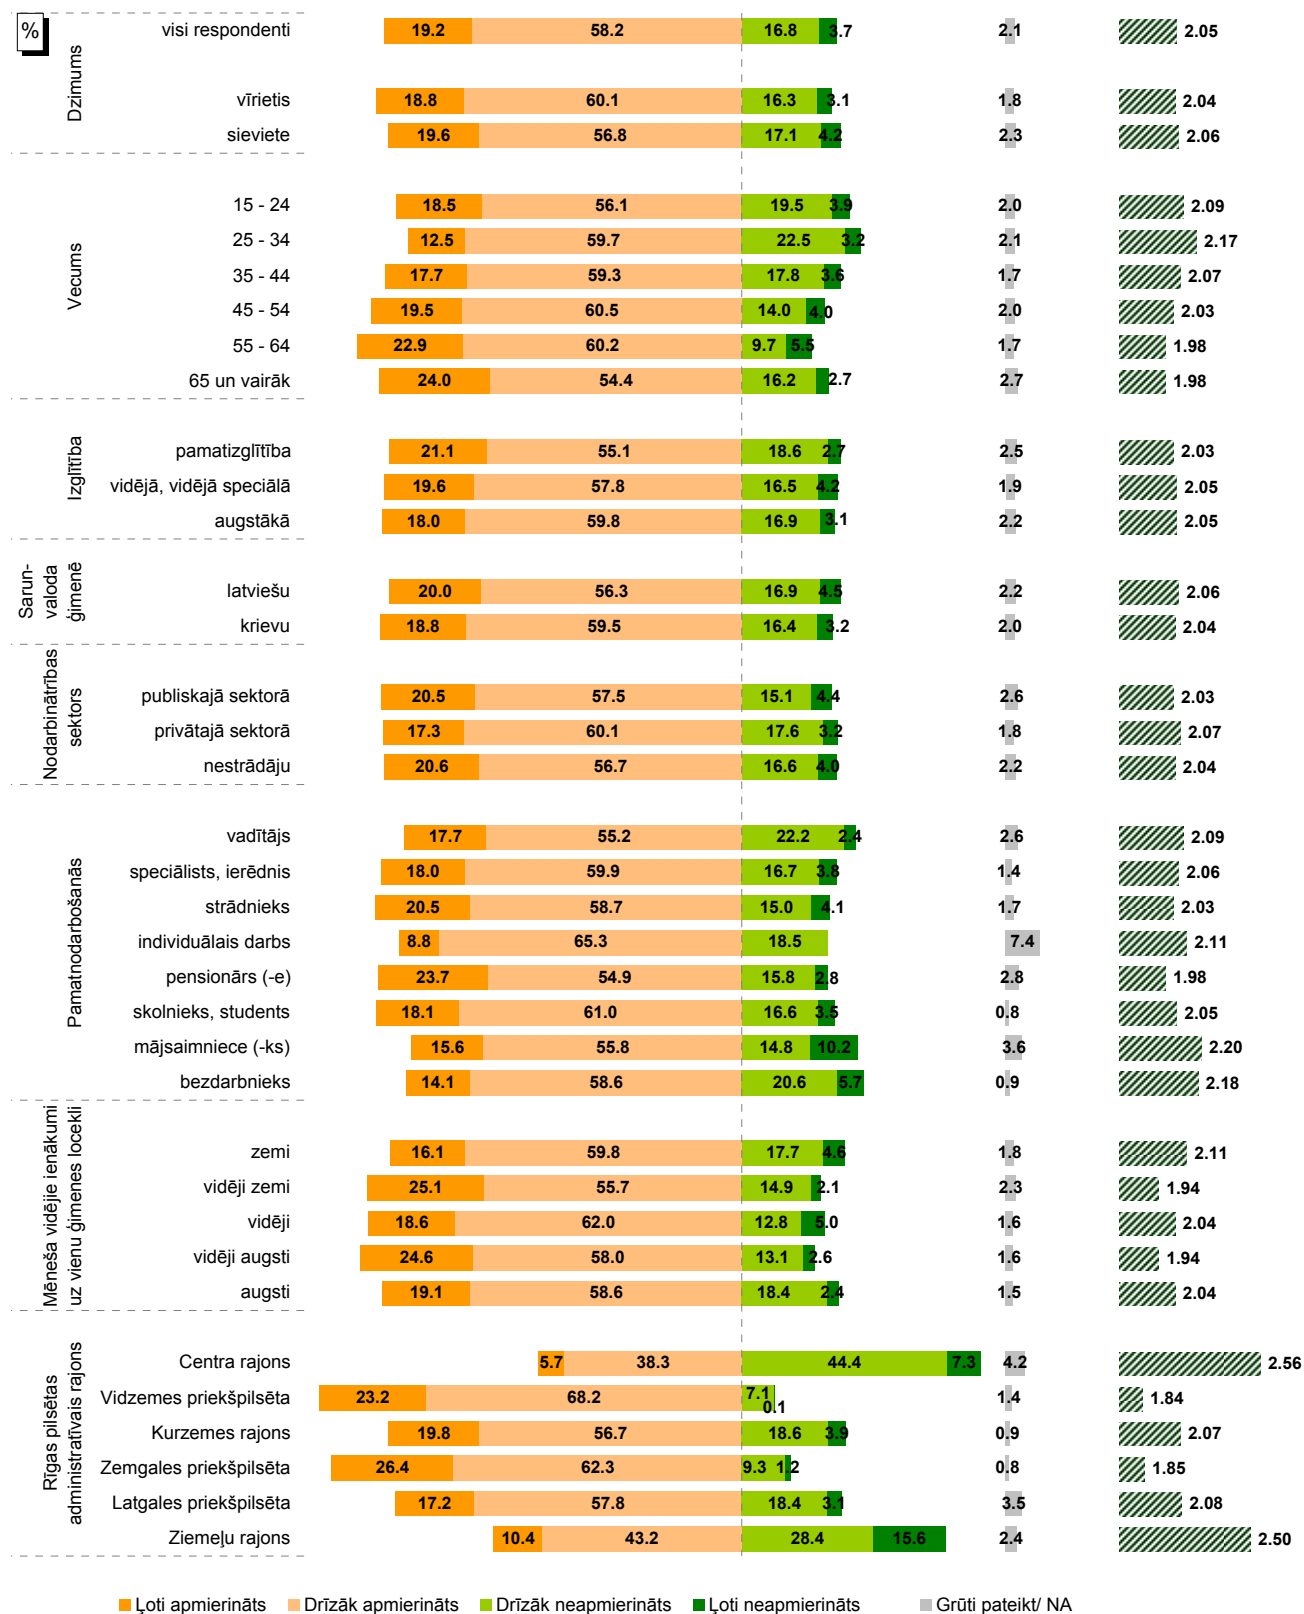 %
visi respondenti 19.2 58.2 16.8 3.7 2.1 2.05
Dzimums
vīrietis 18.8 60.1 16.3 3.1 1.8 2.04
sieviete 19.6 56.8 17.1 4.2 2.3 2.06
Vecums
15 - 24 18.5 56.1 19.5 3.9 2.0 2.09
25 - 34 12.5 59.7 22.5 3.2 2.1 2.17
35 - 44 17.7 59.3 17.8 3.6 1.7 2.07
45 - 54 19.5 60.5 14.0 4.0 2.0 2.03
55 - 64 22.9 60.2 9.7 5.5 1.7 1.98
65 un vairāk 24.0 54.4 16.2 2.7 2.7 1.98
Izglītība
pamatizglītība 21.1 55.1 18.6 2.7 2.5 2.03
vidējā, vidējā speciālā 19.6 57.8 16.5 4.2 1.9 2.05
augstākā 18.0 59.8 16.9 3.1 2.2 2.05
Sarun-
valoda
ģimenē
latviešu 20.0 56.3 16.9 4.5 2.2 2.06
krievu 18.8 59.5 16.4 3.2 2.0 2.04
Nodarbinātrības
sektors
publiskajā sektorā 20.5 57.5 15.1 4.4 2.6 2.03
privātajā sektorā 17.3 60.1 17.6 3.2 1.8 2.07
nestrādāju 20.6 56.7 16.6 4.0 2.2 2.04
Pamatnodarbošanās
vadītājs 17.7 55.2 22.2 2.4 2.6 2.09
speciālists, ierēdnis 18.0 59.9 16.7 3.8 1.4 2.06
strādnieks 20.5 58.7 15.0 4.1 1.7 2.03
individuālais darbs 8.8 65.3 18.5 7.4 2.11
pensionārs (-e) 23.7 54.9 15.8 2.8 2.8 1.98
skolnieks, students 18.1 61.0 16.6 3.5 0.8 2.05
mājsaimniece (-ks) 15.6 55.8 14.8 10.2 3.6 2.20
bezdarbnieks 14.1 58.6 20.6 5.7 0.9 2.18
Mēneša vidējie ienākumi
uz vienu ģimenes locekli
zemi 16.1 59.8 17.7 4.6 1.8 2.11
vidēji zemi 25.1 55.7 14.9 2.1 2.3 1.94
vidēji 18.6 62.0 12.8 5.0 1.6 2.04
vidēji augsti 24.6 58.0 13.1 2.6 1.6 1.94
augsti 19.1 58.6 18.4 2.4 1.5 2.04
Rīgas pilsētas
administratīvais rajons
Centra rajons 5.7 38.3 44.4 7.3 4.2 2.56
Vidzemes priekšpilsēta 23.2 68.2 7.1 0.1 1.4 1.84
Kurzemes rajons 19.8 56.7 18.6 3.9 0.9 2.07
Zemgales priekšpilsēta 26.4 62.3 9.3 1.2 0.8 1.85
Latgales priekšpilsēta 17.2 57.8 18.4 3.1 3.5 2.08
Ziemeļu rajons 10.4 43.2 28.4 15.6 2.4 2.50
Ļoti apmierināts Drīzāk apmierināts Drīzāk neapmierināts Ļoti neapmierināts Grūti pateikt/ NA